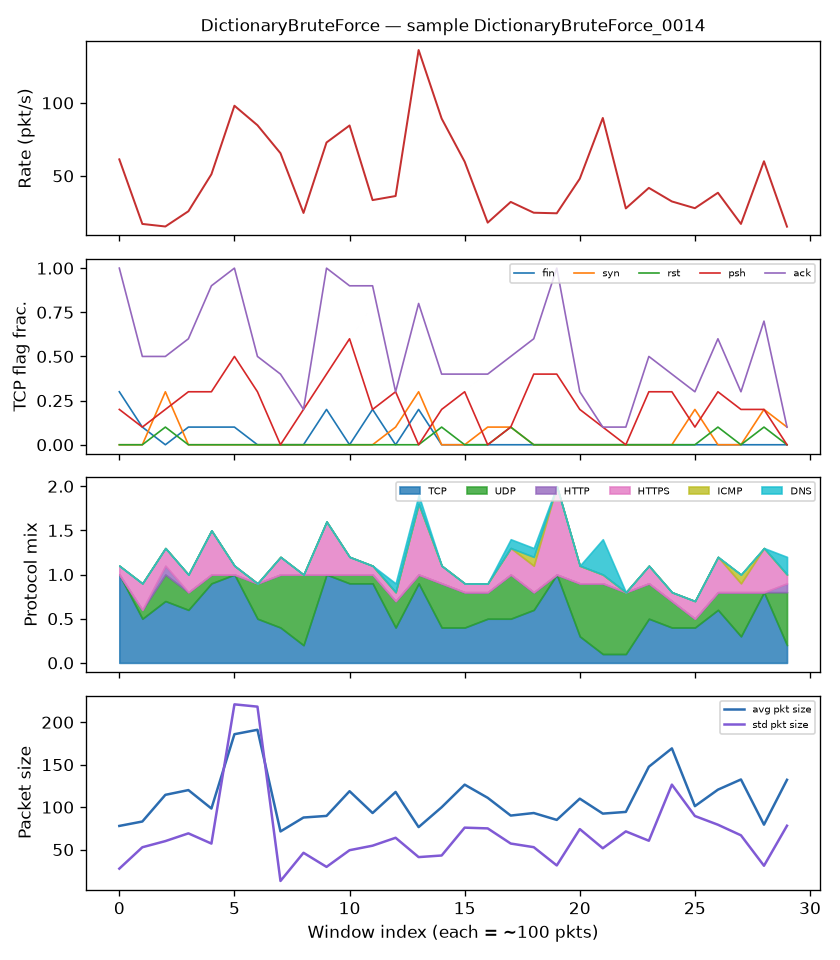 DictionaryBruteForce — sample DictionaryBruteForce_0014
Rate (pkt/s)
100
50
TCP flag frac.
1.00
0.75
0.50
0.25
0.00
fin syn rst psh ack
Protocol mix
2.0
1.5
1.0
0.5
0.0
TCP UDP HTTP HTTPS ICMP DNS
Packet size
200
150
100
50
avg pkt size
std pkt size
0 5 10 15 20 25 30
Window index (each = ~100 pkts)